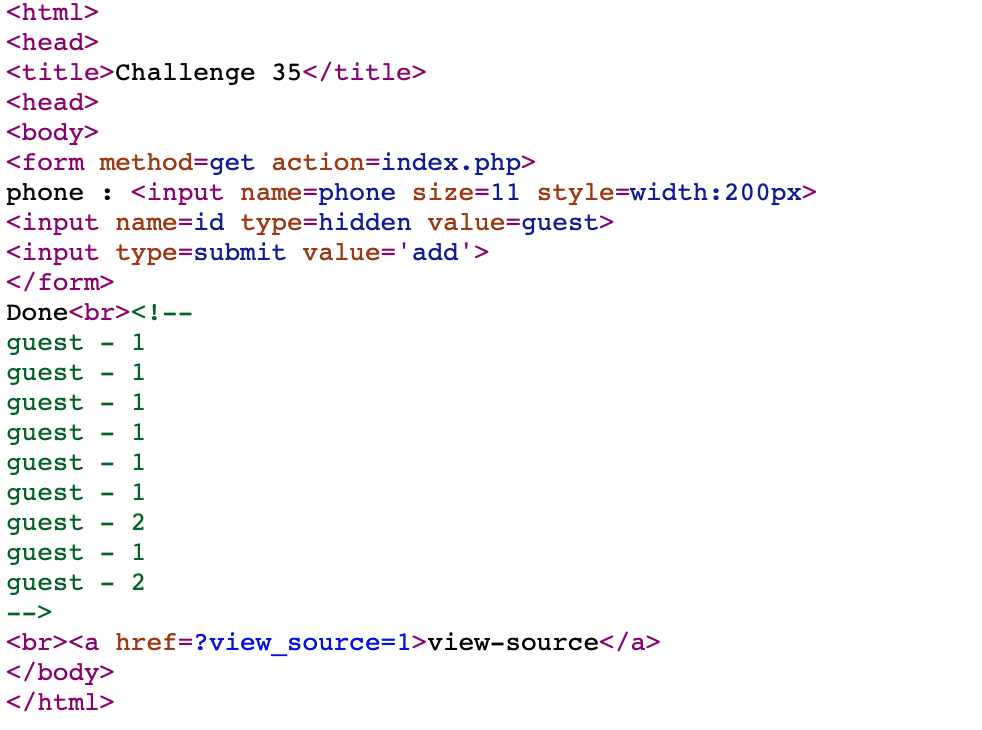 <html>
<head>
<title>Challenge 35</title>
<head>
<body>
<form method=get action=index.php>
phone : <input name=phone size=11 style=width:200px>
<input name=id type=hidden value=guest>
<input type=submit value='add'>
</form>
Done<br><!--
guest - 1
guest - 1
guest - 1
guest - 1
guest - 1
guest - 1
guest - 2
guest - 1
guest - 2
-->
<br><a href=?view_source=1>view-source</a>
</body>
</html>